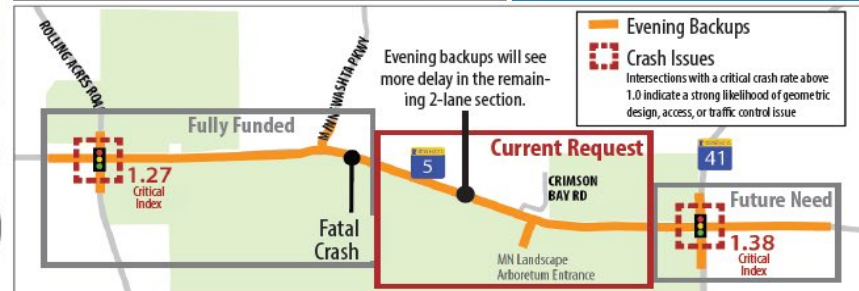 ROLLING ACRES ROAD
MINNEWASHTA PKWY
Evening backups will see
more delay in the remain-
ing 2-lane section.
Evening Backups
Crash Issues
Intersections with a critical crash rate above
1.0 indicate a strong likelihood of geometric
design, access, or traffic control issue
Fully Funded
1.27
Critical
Index
Fatal
Crash
5
Current Request
CRIMSON
BAY RD
MN Landscape
Arboretum Entrance
41
Future Need
1.38
Critical
Index